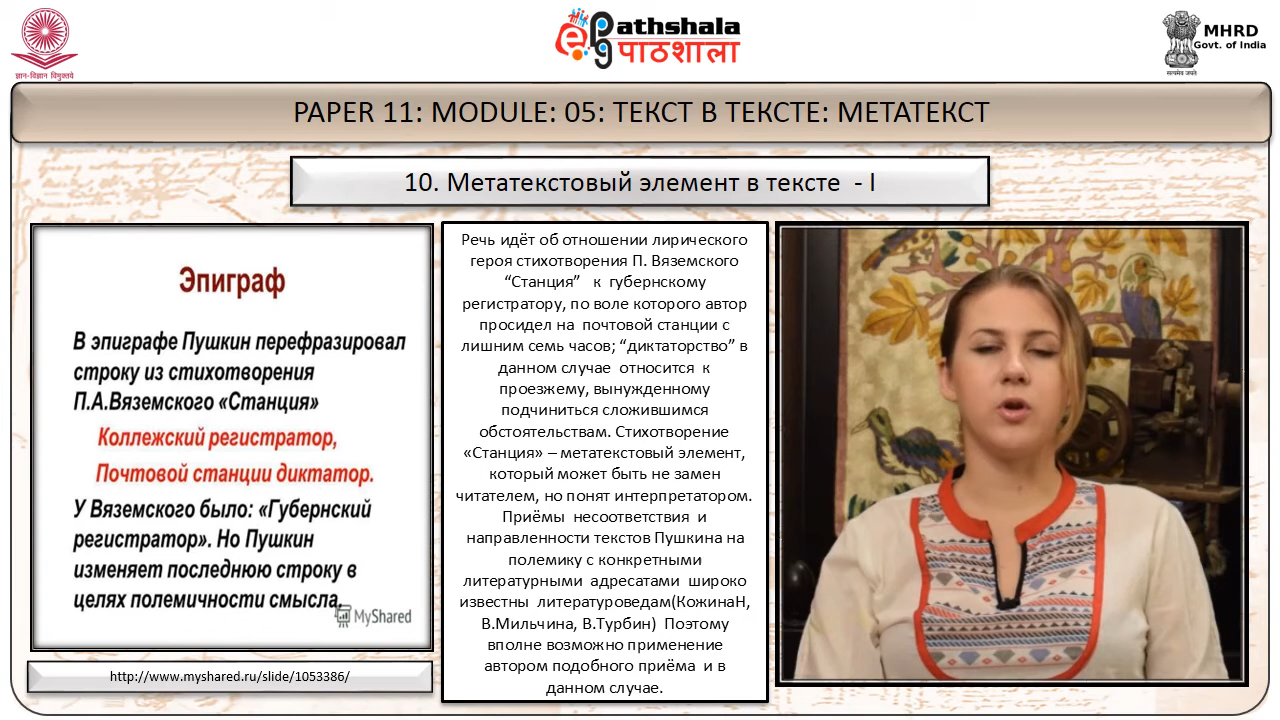 ज्ञान-विज्ञान विमुक्तये
ePg Pathshala
पाठशाला
MHRD
Govt. of India
सत्यमेव जयते
PAPER 11: MODULE: 05: ТЕКСТ В ТЕКСТЕ: МЕТАТЕКСТ
10. Метатекстовый элемент в тексте - I
Эпиграф
В эпиграфе Пушкин перефразировал
строку из стихотворения
П.А.Вяземского «Станция»
Коллежский регистратор,
Почтовой станции диктатор.
У Вяземского было: «Губернский
регистратор». Но Пушкин
изменяет последнюю строку в
целях полемичности смысла.
MyShared
http://www.myshared.ru/slide/1053386/
Речь идёт об отношении лирического
героя стихотворения П. Вяземского
“Станция” к губернскому
регистратору, по воле которого автор
просидел на почтовой станции с
лишним семь часов; “диктаторство” в
данном случае относится к
проезжему, вынужденному
подчиниться сложившимся
обстоятельствам. Стихотворение
«Станция» – метатекстовый элемент,
который может быть не замен
читателем, но понят интерпретатором.
Приёмы несоответствия и
направленности текстов Пушкина на
полемику с конкретными
литературными адресатами широко
известны литературоведам(КожинаН,
В.Мильчина, В.Турбин) Поэтому
вполне возможно применение
автором подобного приёма и в
данном случае.